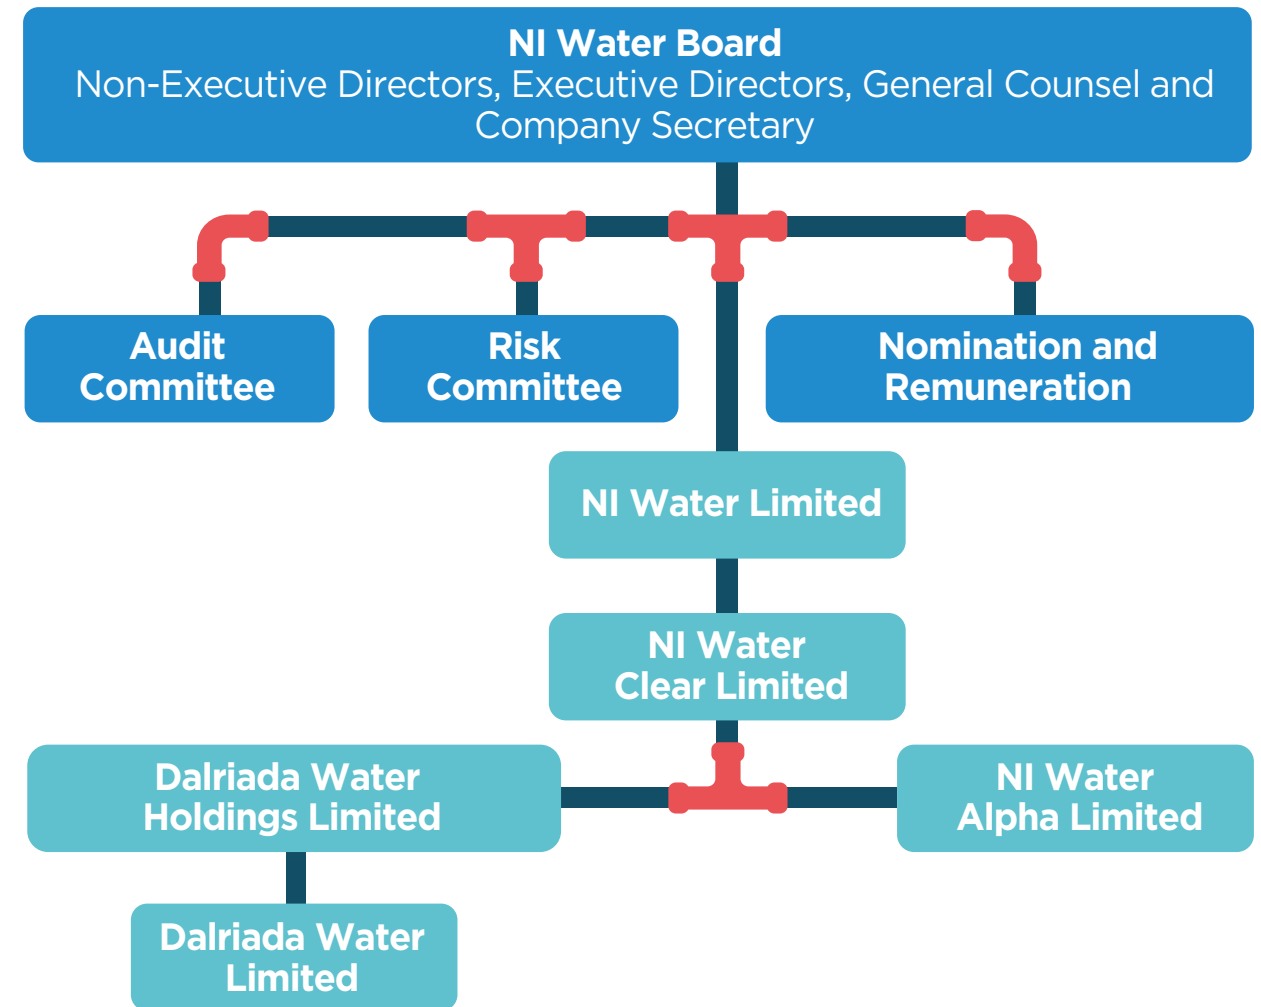 NI Water Board
Non-Executive Directors, Executive Directors, General Counsel and
Company Secretary
Audit
Committee
Risk
Committee
Nomination and
Remuneration
NI Water Limited
NI Water
Clear Limited
Dalriada Water
Holdings Limited
NI Water
Alpha Limited
Dalriada Water
Limited